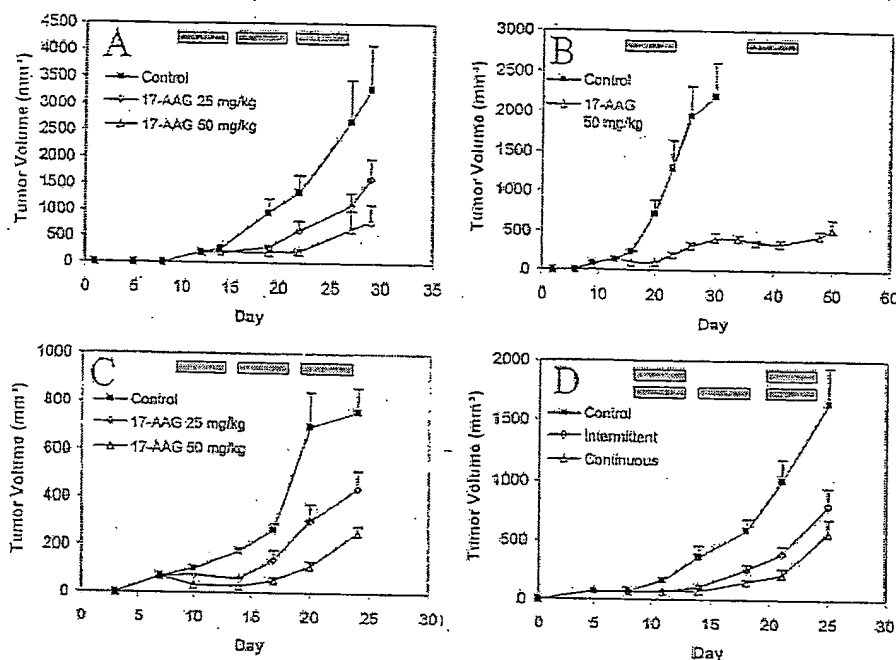 A
Tumor Volume (mm³)
4500
4000
3500
3000
2500
2000
1500
1000
500
0
Control
17-AAG 25 mg/kg
17-AAG 50 mg/kg
0 5 10 15 20 25 30 35
Day
B
Tumor Volume (mm³)
3000
2500
2000
1500
1000
500
0
Control
17-AAG
50 mg/kg
0 10 20 30 40 50 60
Day
C
Tumor Volume (mm³)
1000
800
600
400
200
0
Control
17-AAG 25 mg/kg
17-AAG 50 mg/kg
0 5 10 15 20 25 30
Day
D
Tumor Volume (mm³)
2000
1500
1000
500
0
Control
Intermittent
Continuous
0 5 10 15 20 25 30
Day